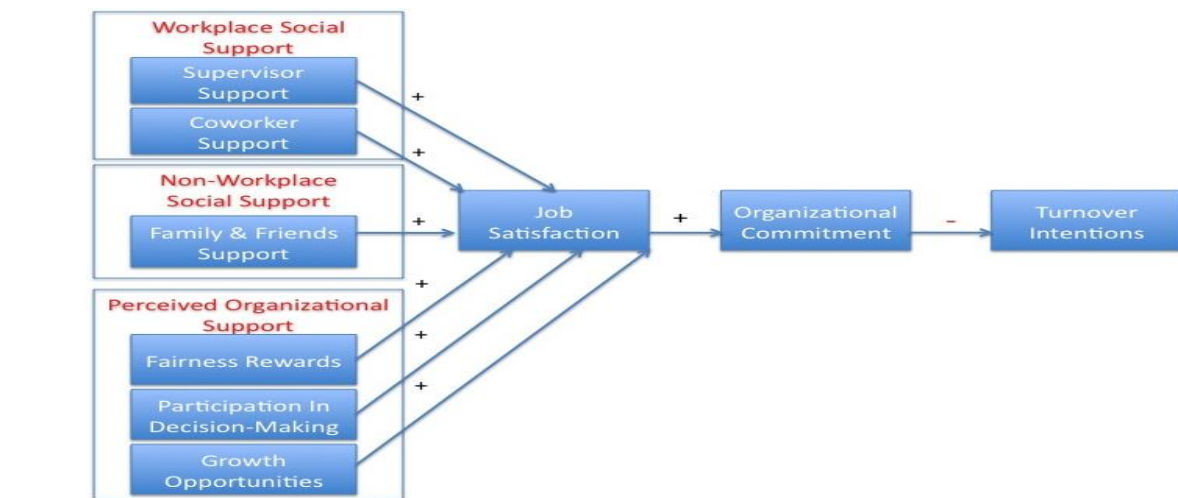 Workplace Social
Support
Supervisor
Support
+
Coworker
Support
+
Non-Workplace
Social Support
Family & Friends
Support
+
Job
Satisfaction
+
Organizational
Commitment
-
Turnover
Intentions
Perceived Organizational
Support
+
Fairness Rewards
+
Participation In
Decision-Making
+
Growth
Opportunities